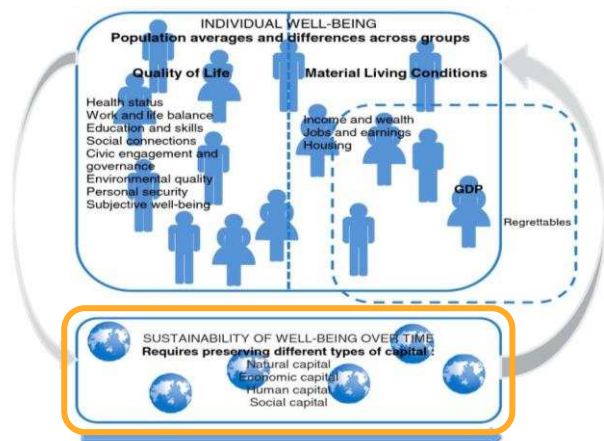 INDIVIDUAL WELL-BEING
Population averages and differences across groups
Quality of Life
Health status
Work and life balance
Education and skills
Social connections
Civic engagement and
governance
Environmental quality
Personal security
Subjective well-being
Material Living Conditions
Income and wealth
Jobs and earnings
Housing
GDP
Regrettables
SUSTAINABILITY OF WELL-BEING OVER TIME
Requires preserving different types of capital :
Natural capital
Economic capital
Human capital
Social capital